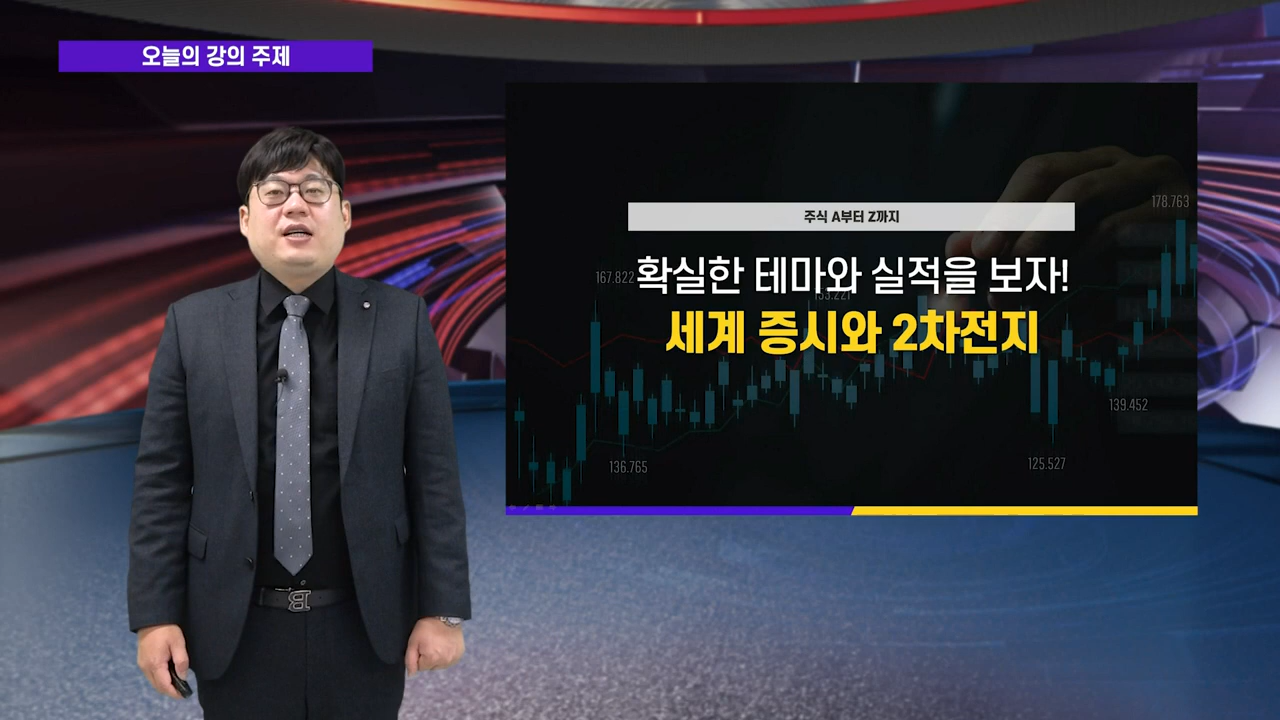 오늘의 강의 주제
주식 A부터 Z까지
178.763
167.822
확실한 테마와 실적을 보자!
153.221
세계 증시와 2차전지
139.452
136.765
125.527